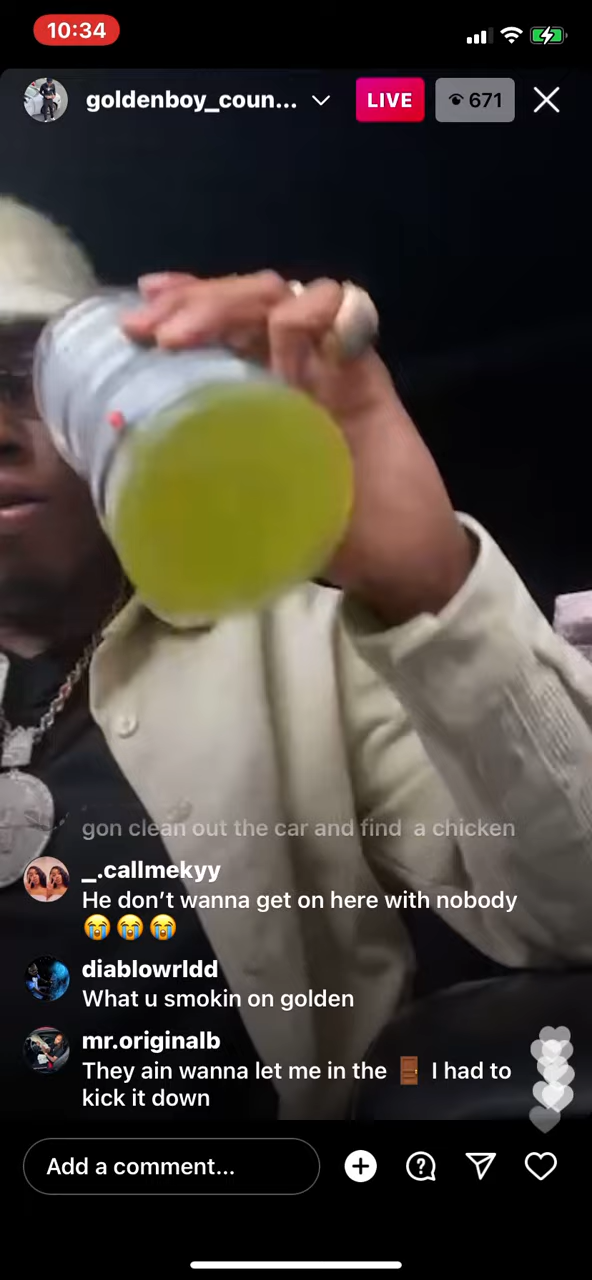 10:34
goldenboy_coun...
LIVE
671
gon clean out the car and find a chicken
_.callmekyy
He don’t wanna get on here with nobody
😭😭😭
diablowrldd
What u smokin on golden
mr.originalb
They ain wanna let me in the 🚪 I had to
kick it down
Add a comment...